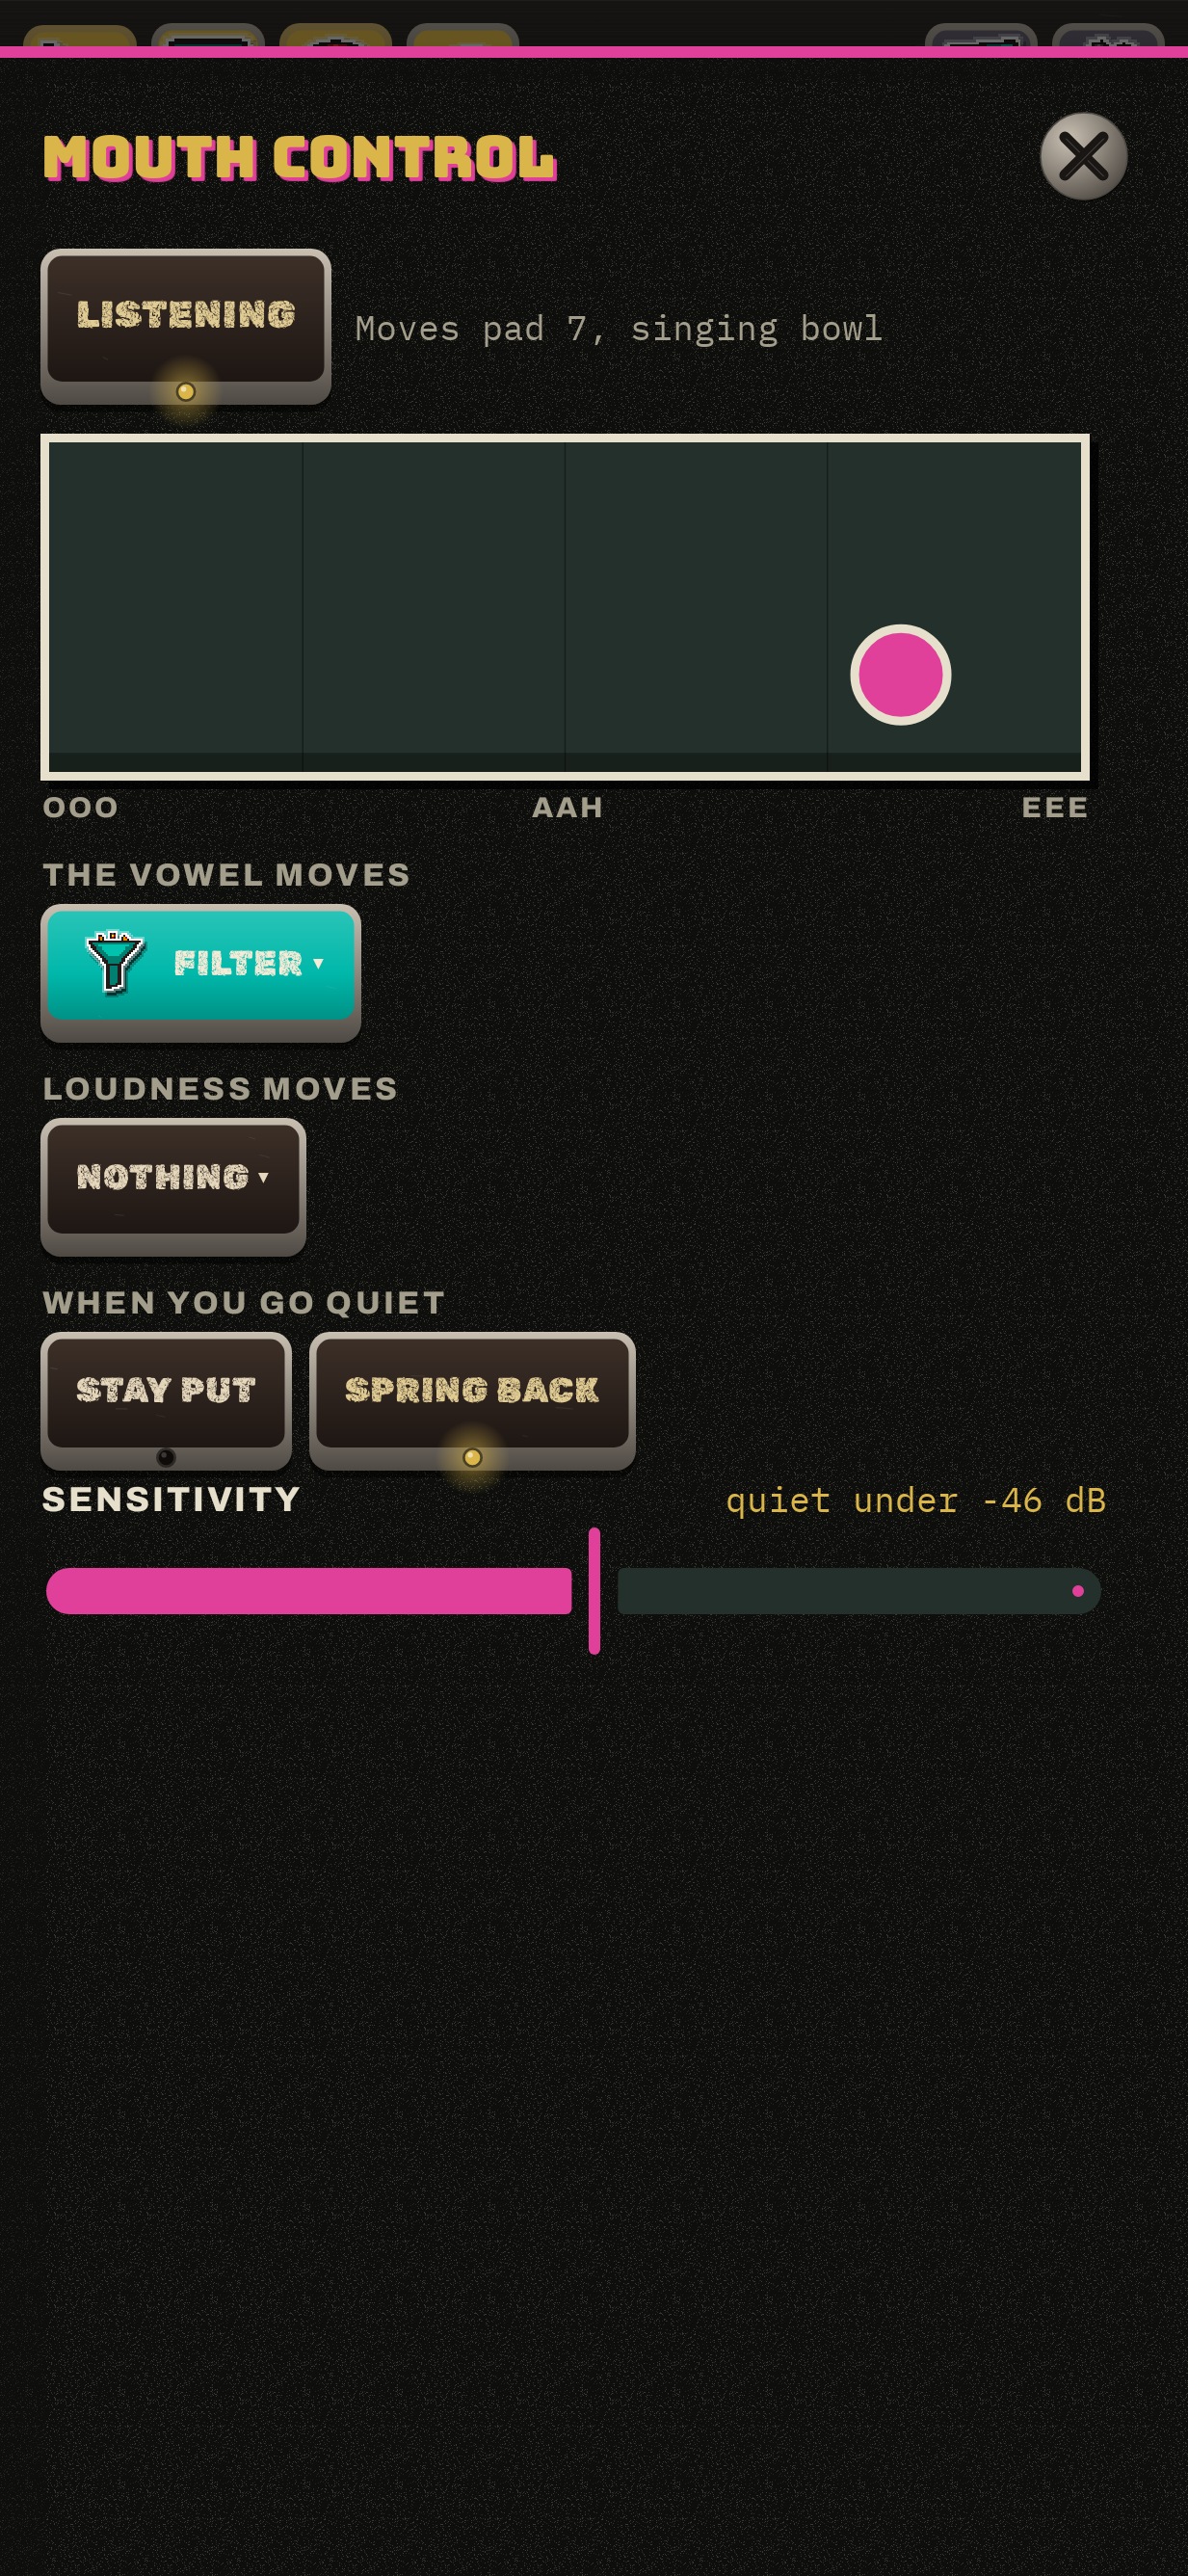 MOUTH CONTROL
LISTENING
Moves pad 7, singing bowl
OOO AAH EEE
THE VOWEL MOVES
FILTER ▾
LOUDNESS MOVES
NOTHING ▾
WHEN YOU GO QUIET
STAY PUT SPRING BACK
SENSITIVITY quiet under -46 dB